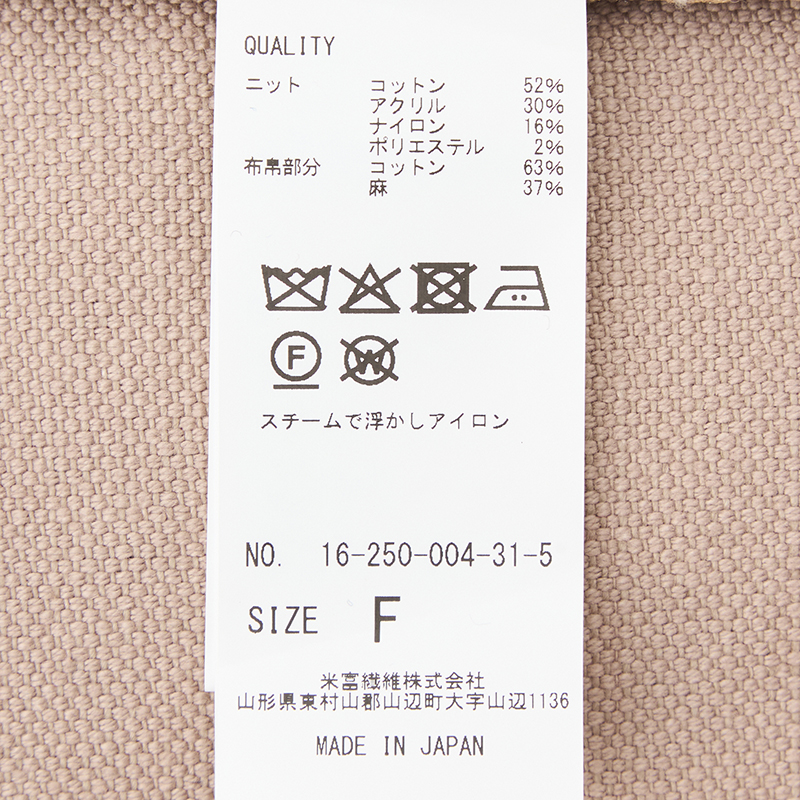 QUALITY
ニット コットン 52%
アクリル 30%
ナイロン 16%
ポリエステル 2%
布帛部分 コットン 63%
麻 37%
F W
スチームで浮かしアイロン
NO. 16-250-004-31-5
SIZE F
米富繊維株式会社
山形県東村山郡山辺町大字山辺1136
MADE IN JAPAN